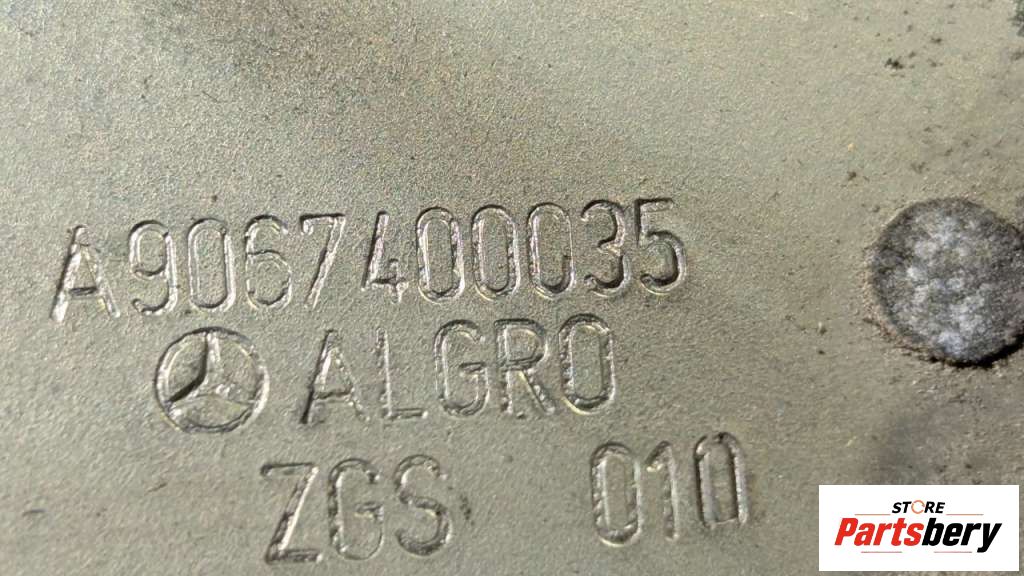 A9067400035
ALGRO
ZGS 010
STORE
Partsbery